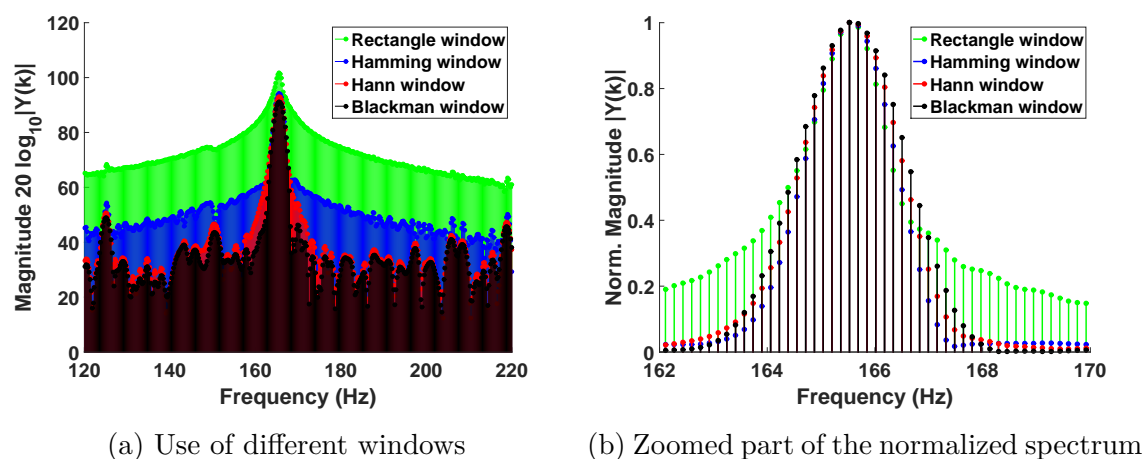 120
100
80
60
40
20
0
Magnitude 20 log10|Y(k)|
Rectangle window
Hamming window
Hann window
Blackman window
120 140 160 180 200 220
Frequency (Hz)
(a) Use of different windows
1
0.8
0.6
0.4
0.2
0
Norm. Magnitude |Y(k)|
Rectangle window
Hamming window
Hann window
Blackman window
162 164 166 168 170
Frequency (Hz)
(b) Zoomed part of the normalized spectrum